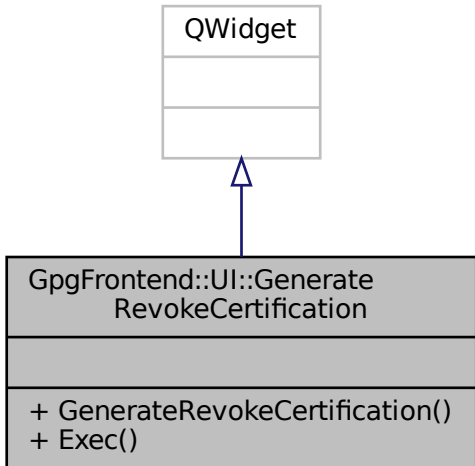 QWidget
GpgFrontend::UI::Generate
RevokeCertification
+ GenerateRevokeCertification()
+ Exec()